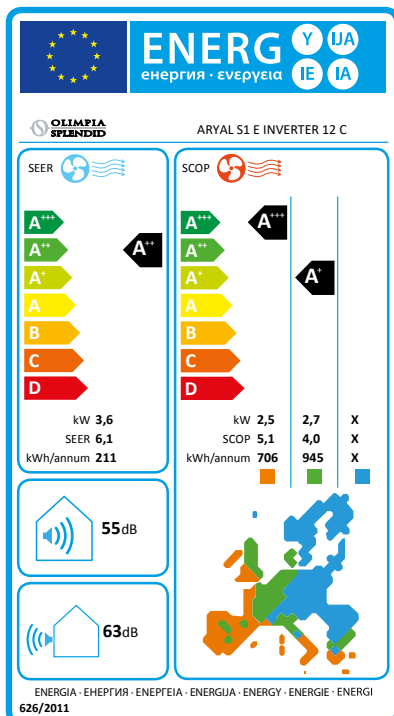 ENERG Y IJA IE IA
енергия · ενεργεια
OLIMPIA
SPLENDID
ARYAL S1 E INVERTER 12 C
SEER
A+++
A++
A+
A
B
C
D
A++
kW 3,6
SEER 6,1
kWh/annum 211
SCOP
A+++
A++
A+
A
B
C
D
A+++
A+
kW 2,5 2,7 X
SCOP 5,1 4,0 X
kWh/annum 706 945 X
55dB
63dB
ENERGIA · ЕНЕРГИЯ · ΕΝΕΡΓΕΙΑ · ENERGIJA · ENERGY · ENERGIE · ENERGI
626/2011